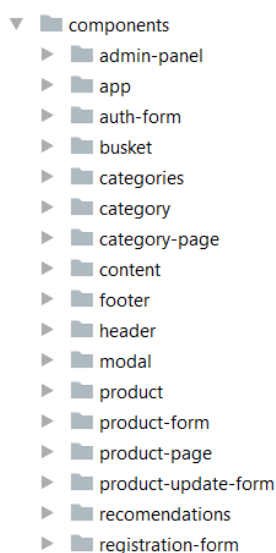 components
admin-panel
app
auth-form
busket
categories
category
category-page
content
footer
header
modal
product
product-form
product-page
product-update-form
recomendations
registration-form